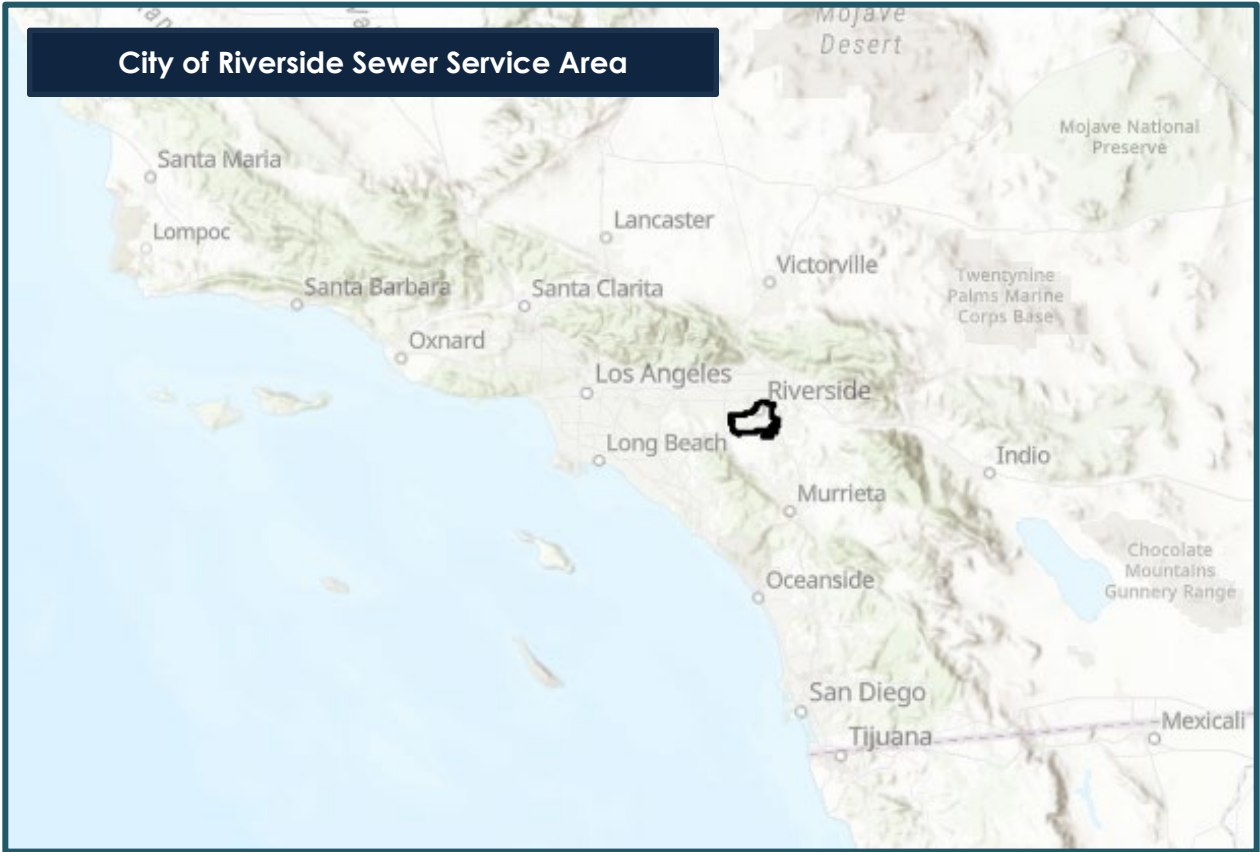 City of Riverside Sewer Service Area
Mojave
Desert
Mojave National
Preserve
Santa Maria
Lancaster
Lompoc
Victorville
Twentynine
Palms Marine
Corps Base
Santa Barbara
Santa Clarita
Oxnard
Los Angeles
Riverside
Long Beach
Indio
Murrieta
Chocolate
Mountains
Gunnery Range
Oceanside
San Diego
Mexicali
Tijuana